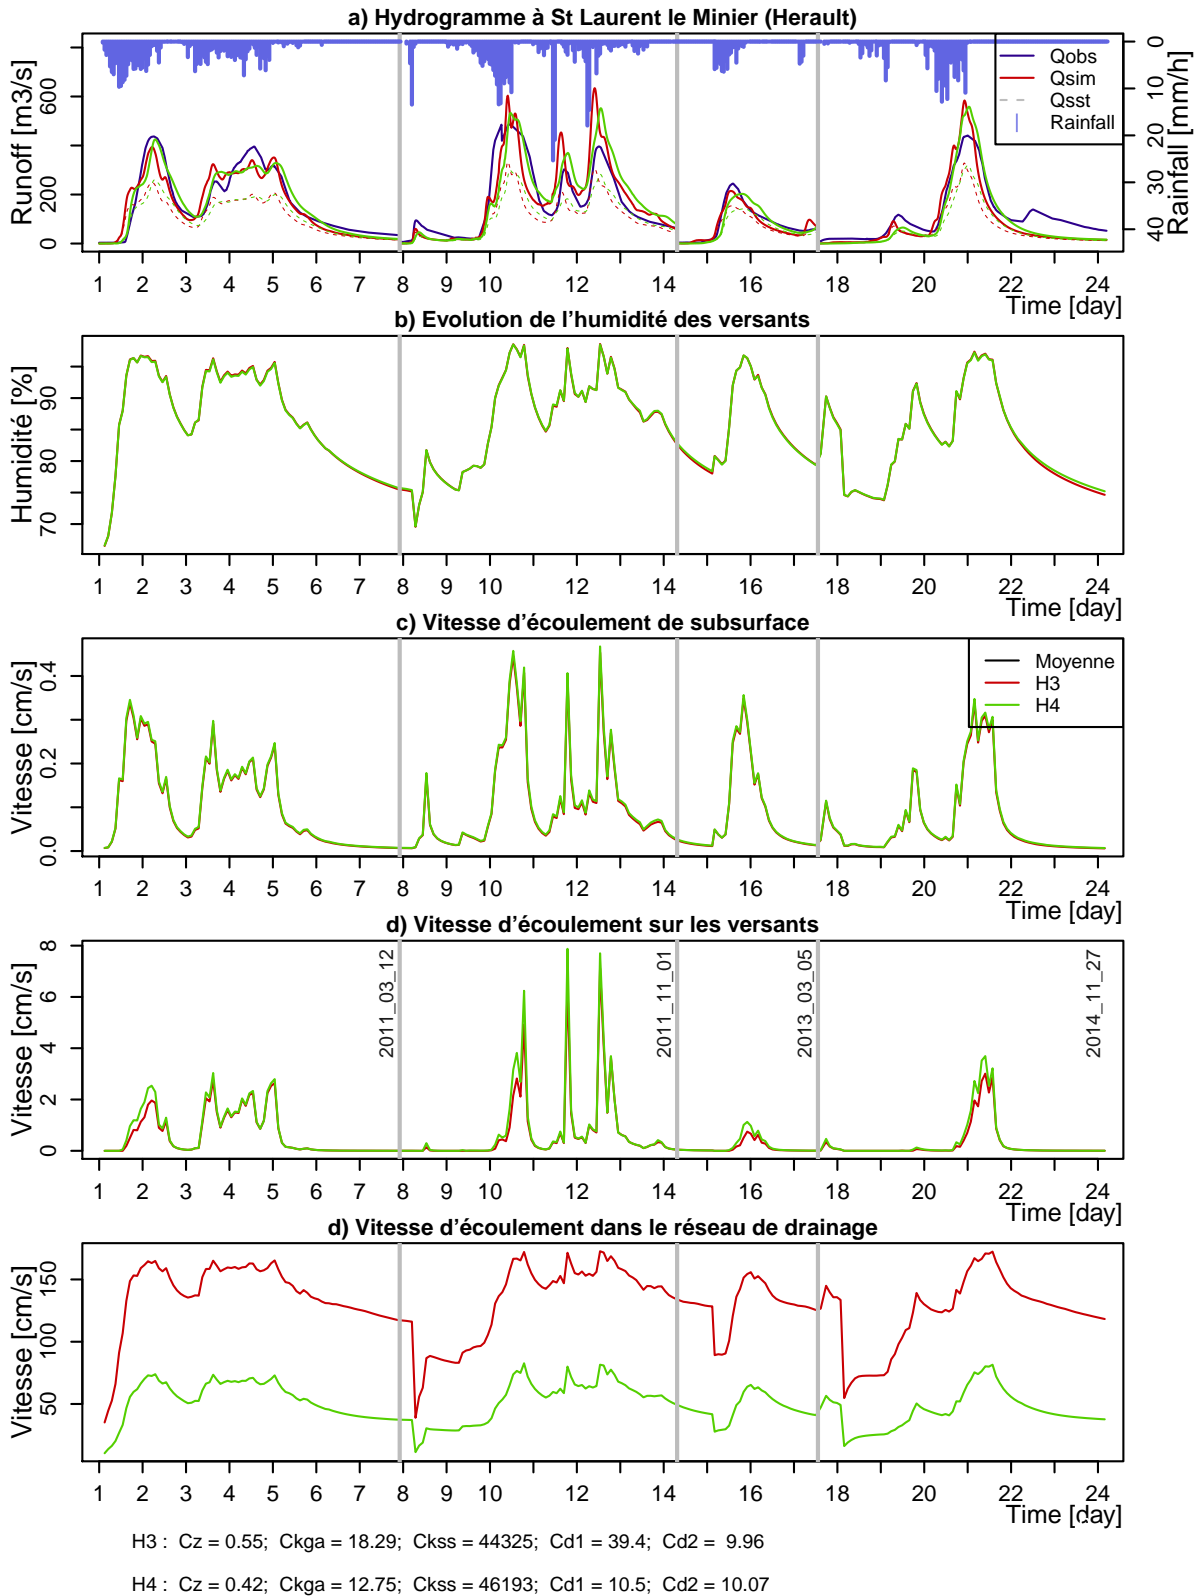 a) Hydrogramme à St Laurent le Minier (Herault)
Runoff [m3/s]
0 200 600
Rainfall [mm/h]
0 10 20 30 40
Qobs
Qsim
Qsst
Rainfall
1 2 3 4 5 6 7 8 10 12 14 16 18 20 22 24
Time [day]
b) Evolution de l'humidité des versants
Humidité [%]
70 80 90
1 2 3 4 5 6 7 8 10 12 14 16 18 20 22 24
Time [day]
c) Vitesse d'écoulement de subsurface
Vitesse [cm/s]
0.0 0.2 0.4
Moyenne
H3
H4
1 2 3 4 5 6 7 8 10 12 14 16 18 20 22 24
Time [day]
d) Vitesse d'écoulement sur les versants
Vitesse [cm/s]
0 2 4 6 8
2011_03_12
2011_11_01
2013_03_05
2014_11_27
1 2 3 4 5 6 7 8 10 12 14 16 18 20 22 24
Time [day]
d) Vitesse d'écoulement dans le réseau de drainage
Vitesse [cm/s]
50 100 150
1 2 3 4 5 6 7 8 10 12 14 16 18 20 22 24
Time [day]
H3 : Cz = 0.55; Ckga = 18.29; Ckss = 44325; Cd1 = 39.4; Cd2 = 9.96
H4 : Cz = 0.42; Ckga = 12.75; Ckss = 46193; Cd1 = 10.5; Cd2 = 10.07